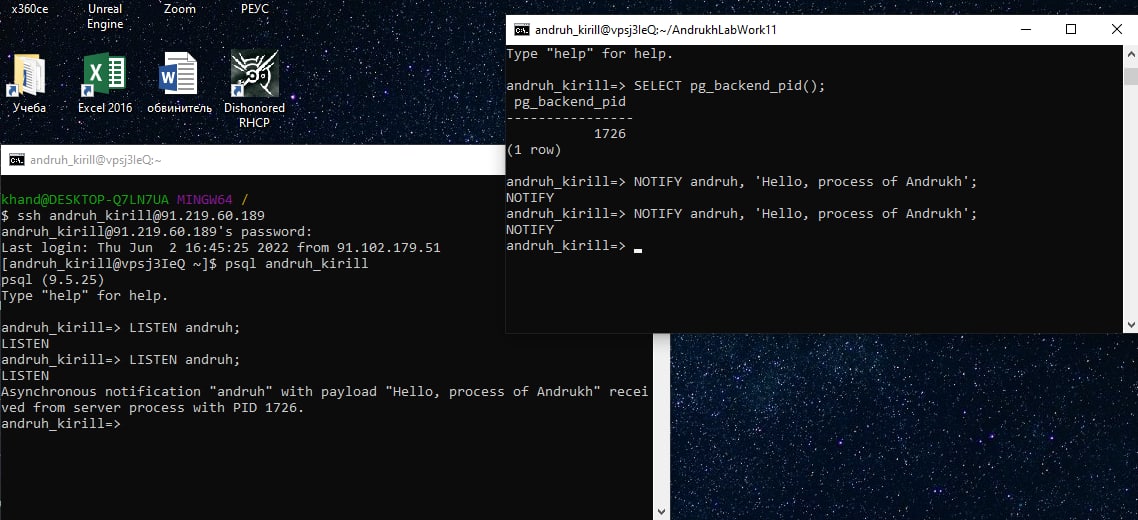 x360ce
Unreal
Engine
Zoom
РЕУС
Учеба
Excel 2016
обвинитель
Dishonored
RHCP
andruh_kirill@vpsj3IeQ:~
khand@DESKTOP-Q7LN7UA MINGW64 /
$ ssh andruh_kirill@91.219.60.189
andruh_kirill@91.219.60.189's password:
Last login: Thu Jun  2 16:45:25 2022 from 91.102.179.51
[andruh_kirill@vpsj3IeQ ~]$ psql andruh_kirill
psql (9.5.25)
Type "help" for help.
andruh_kirill=> LISTEN andruh;
LISTEN
andruh_kirill=> LISTEN andruh;
LISTEN
Asynchronous notification "andruh" with payload "Hello, process of Andrukh" recei
ved from server process with PID 1726.
andruh_kirill=>
andruh_kirill@vpsj3IeQ:~/AndrukhLabWork11
Type "help" for help.
andruh_kirill=> SELECT pg_backend_pid();
pg_backend_pid
----------------
1726
(1 row)
andruh_kirill=> NOTIFY andruh, 'Hello, process of Andrukh';
NOTIFY
andruh_kirill=> NOTIFY andruh, 'Hello, process of Andrukh';
NOTIFY
andruh_kirill=>